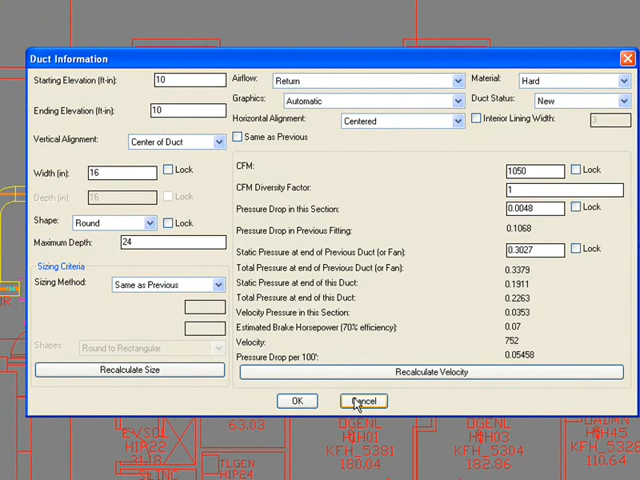 Duct Information
Starting Elevation (ft-in): 10
Ending Elevation (ft-in): 10
Vertical Alignment: Center of Duct
Width (in): 16 Lock
Depth (in): 16 Lock
Shape: Round Lock
Maximum Depth: 24
Sizing Criteria
Sizing Method: Same as Previous
Shapes: Round to Rectangular
Recalculate Size
Airflow: Return
Graphics: Automatic
Horizontal Alignment: Centered
Same as Previous
Material: Hard
Duct Status: New
Interior Lining Width: 3
CFM: 1050 Lock
CFM Diversity Factor: 1
Pressure Drop in this Section: 0.0048 Lock
Pressure Drop in Previous Fitting: 0.1068
Static Pressure at end of Previous Duct (or Fan): 0.3027 Lock
Total Pressure at end of Previous Duct (or Fan): 0.3379
Static Pressure at end of this Duct: 0.1911
Total Pressure at end of this Duct: 0.2263
Velocity Pressure in this Section: 0.0353
Estimated Brake Horsepower (70% efficiency): 0.07
Velocity: 752
Pressure Drop per 100': 0.05458
Recalculate Velocity
OK
Cancel
H1P22
63.03
TLGEN
H1P24
DGENL
KFH_5381
180.04
DGENL
KFH_5304
182.86
110.64